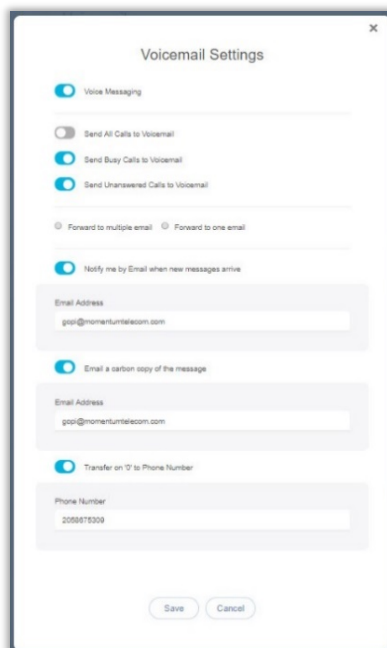 Voicemail Settings
Voice Messaging
Send All Calls to Voicemail
Send Busy Calls to Voicemail
Send Unanswered Calls to Voicemail
Forward to multiple email Forward to one email
Notify me by Email when new messages arrive
Email Address
gopi@momentumtelecom.com
Email a carbon copy of the message
Email Address
gopi@momentumtelecom.com
Transfer on '0' to Phone Number
Phone Number
2058675309
Save Cancel